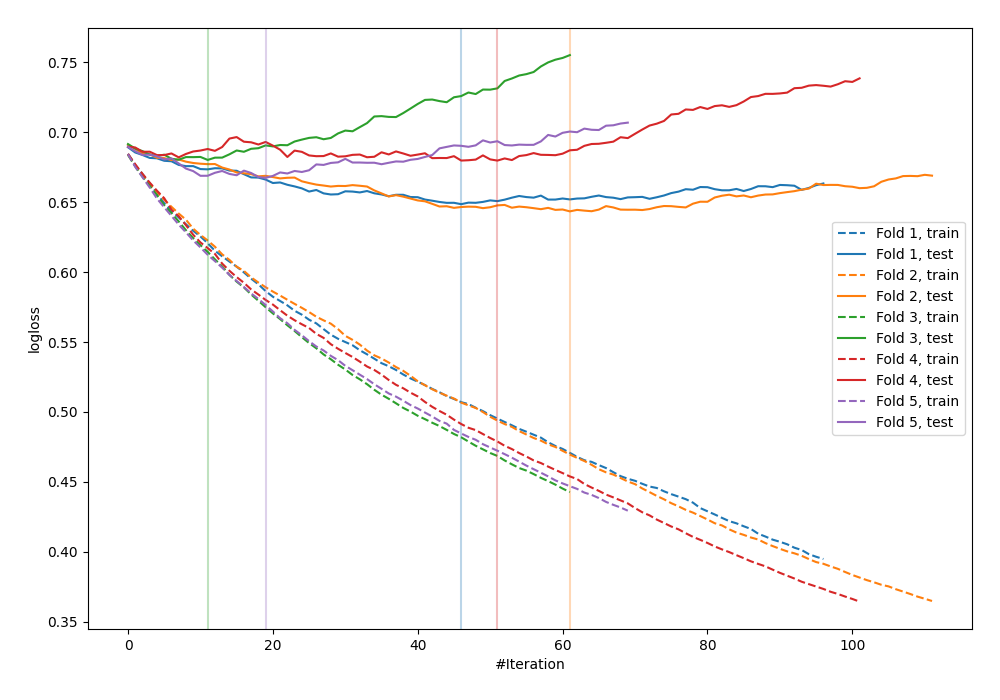 0.75
0.70
0.65
0.60
0.55
0.50
0.45
0.40
0.35
logloss
0
20
40
60
80
100
#Iteration
Fold 1, train
Fold 1, test
Fold 2, train
Fold 2, test
Fold 3, train
Fold 3, test
Fold 4, train
Fold 4, test
Fold 5, train
Fold 5, test